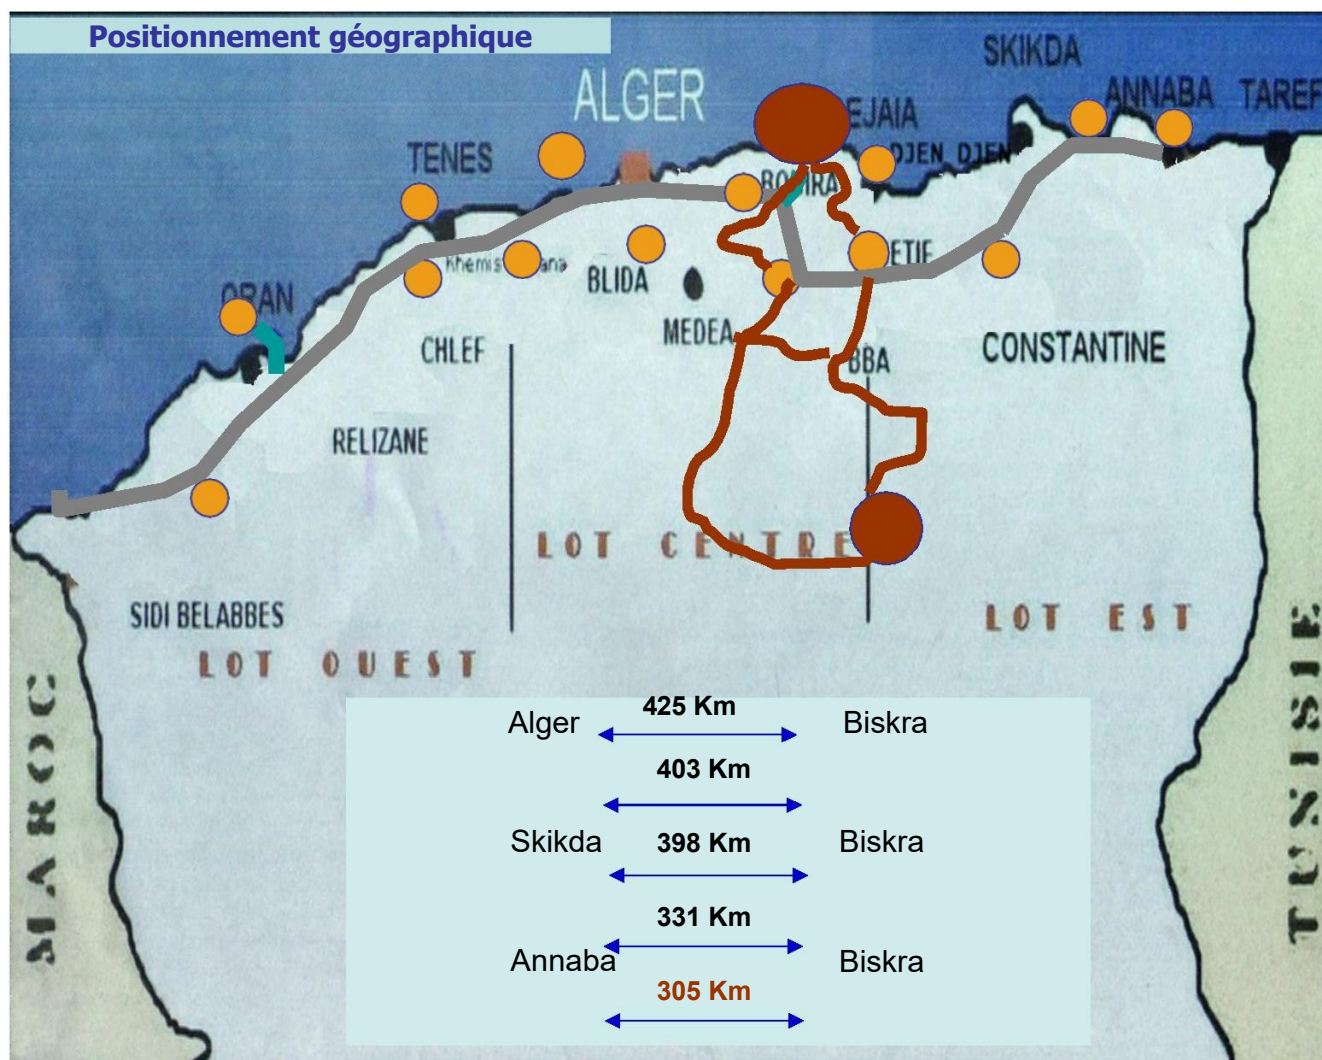 Positionnement géographique
SKIKDA
ALGER
EJAIA
ANNABA
TAREF
TENES
DJEN DJEN
BOUIRA
ETIF
Khemis
ana
BLIDA
ORAN
MEDEA
CHLEF
BBA
CONSTANTINE
RELIZANE
LOT CENTRE
SIDI BELABBES
LOT EST
LOT OUEST
MAROC
TUNISIE
Alger 425 Km Biskra
403 Km
Skikda 398 Km Biskra
331 Km
Annaba Biskra
305 Km